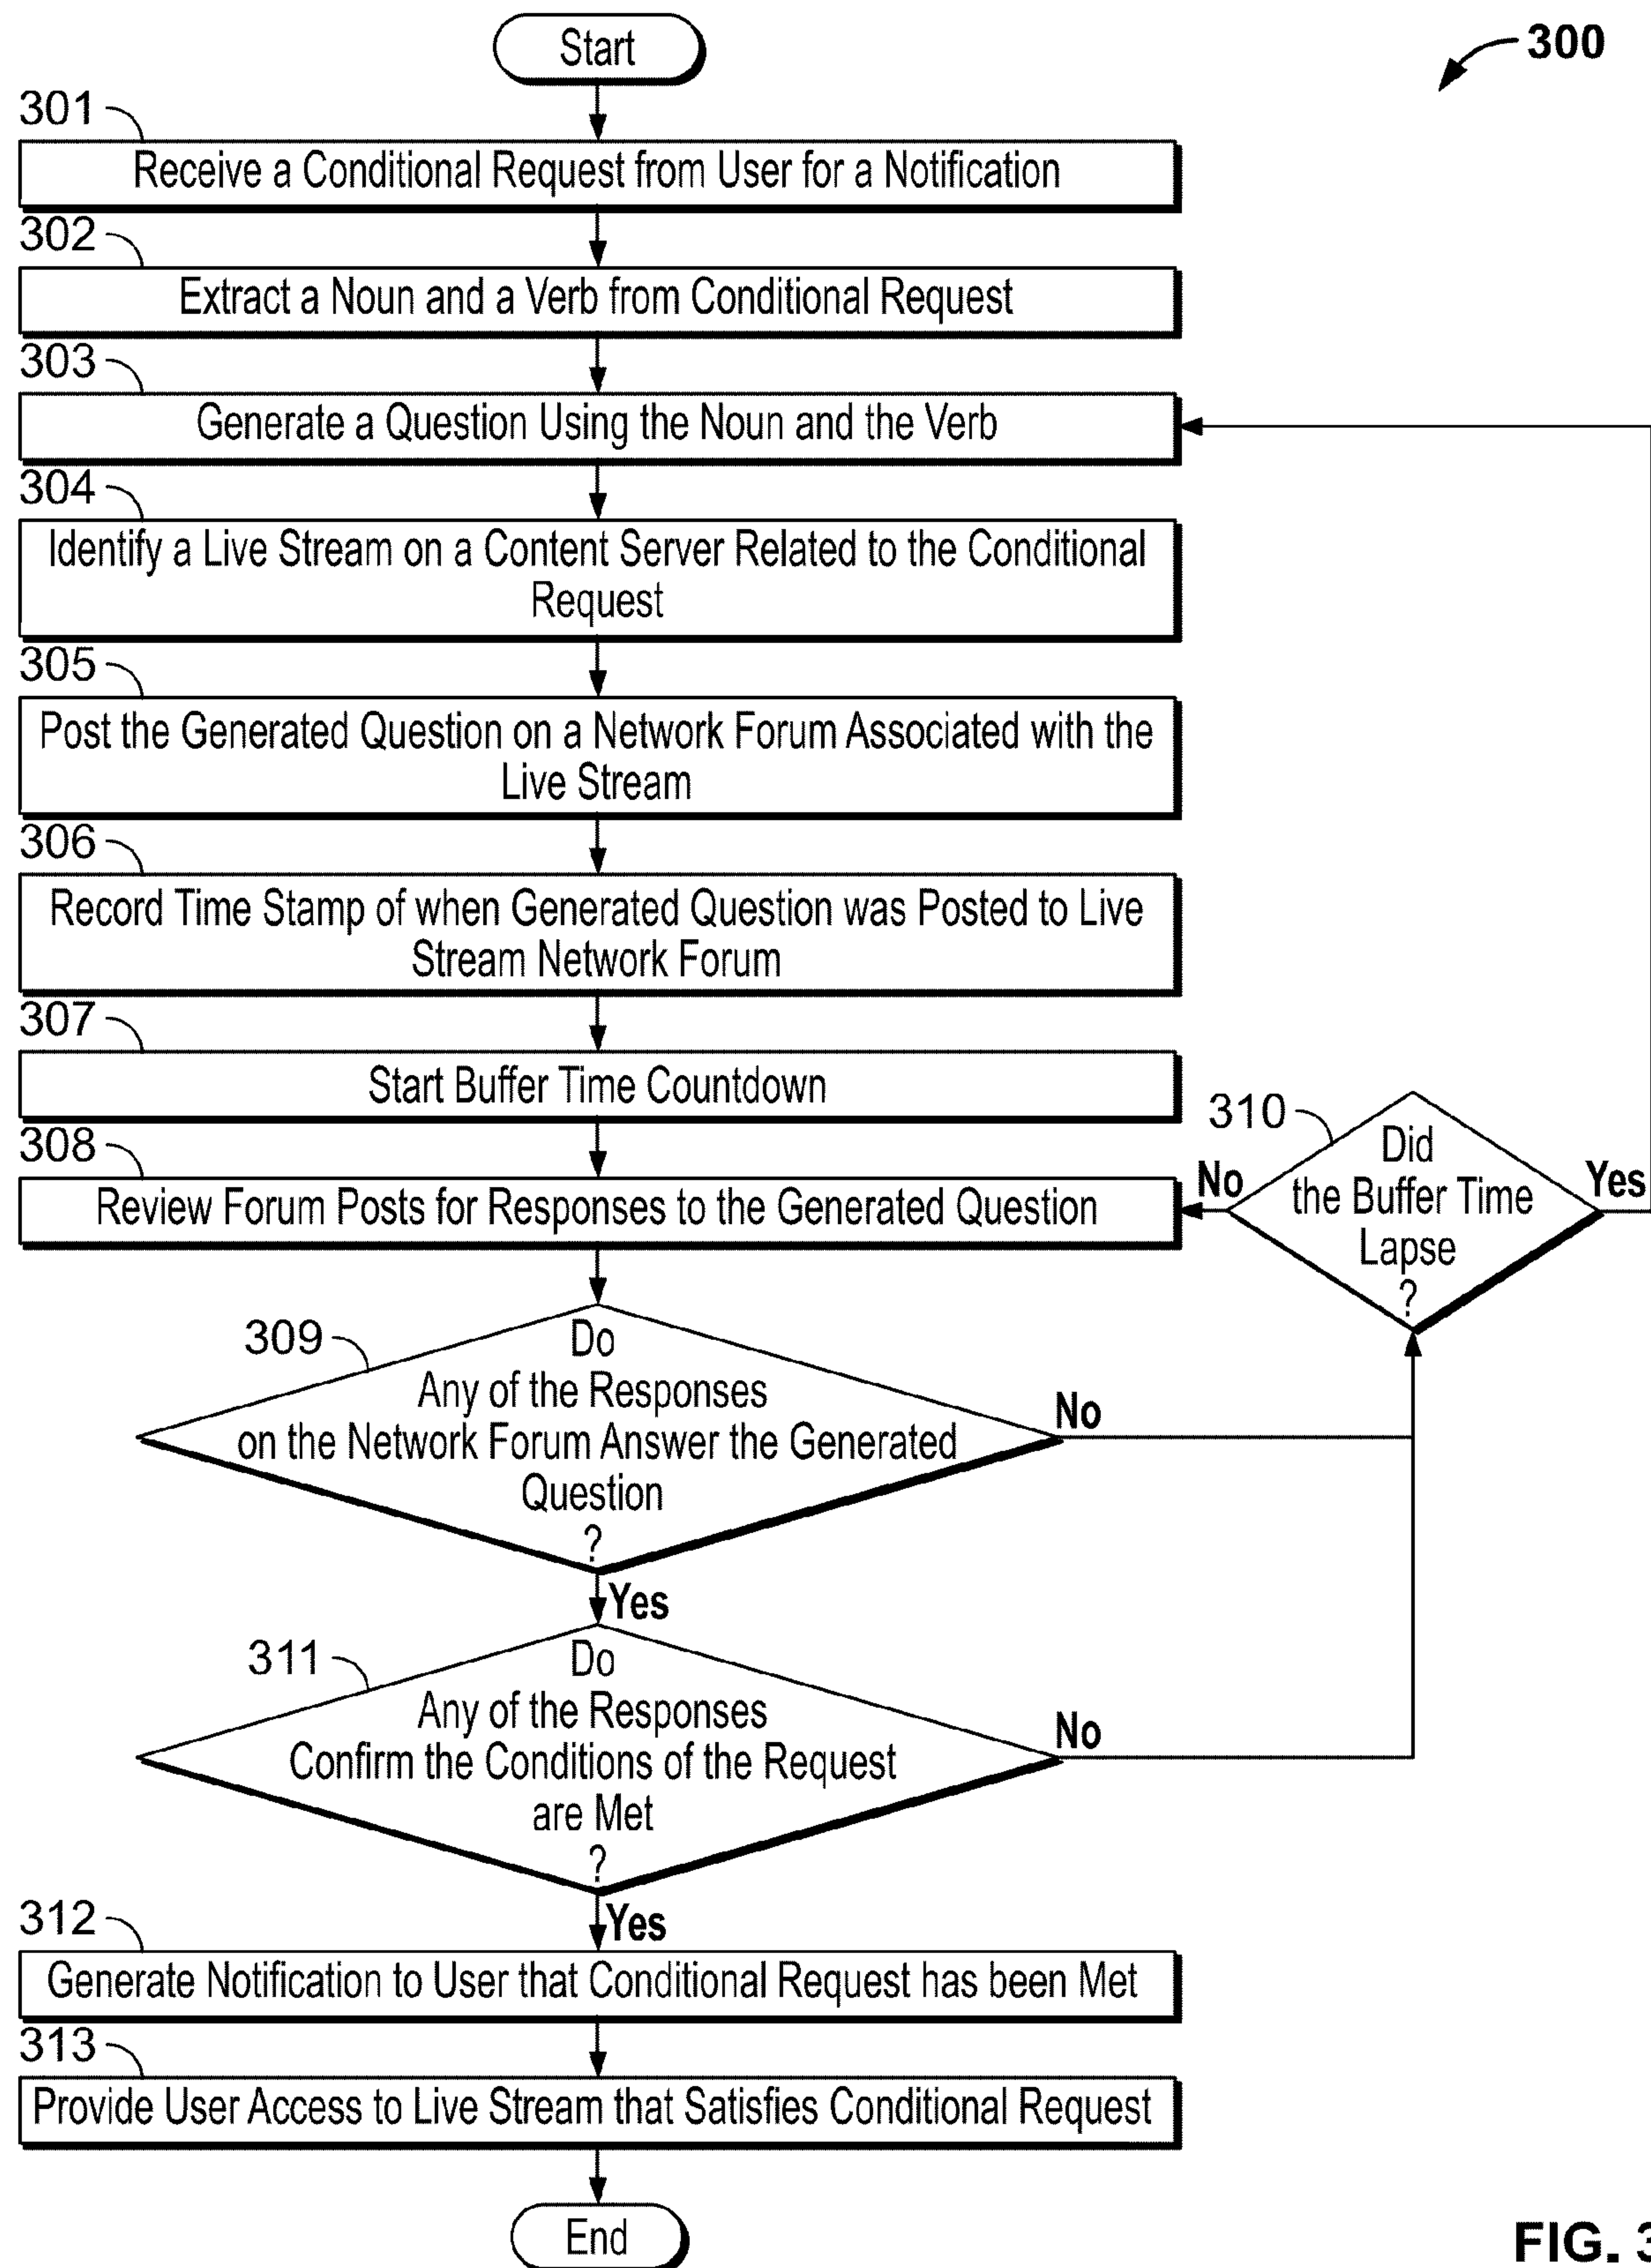 Start
300
301
Receive a Conditional Request from User for a Notification
302
Extract a Noun and a Verb from Conditional Request
303
Generate a Question Using the Noun and the Verb
304
Identify a Live Stream on a Content Server Related to the Conditional
Request
305
Post the Generated Question on a Network Forum Associated with the
Live Stream
306
Record Time Stamp of when Generated Question was Posted to Live
Stream Network Forum
307
Start Buffer Time Countdown
308
Review Forum Posts for Responses to the Generated Question
310
Did
the Buffer Time
Lapse
?
No
Yes
309
Do
Any of the Responses
on the Network Forum Answer the Generated
Question
?
No
Yes
311
Do
Any of the Responses
Confirm the Conditions of the Request
are Met
?
No
Yes
312
Generate Notification to User that Conditional Request has been Met
313
Provide User Access to Live Stream that Satisfies Conditional Request
End
FIG. 3